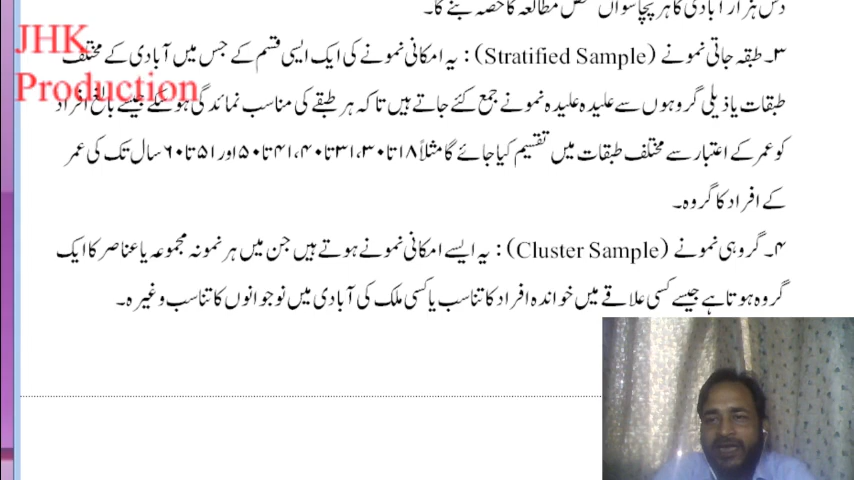 دس ہزار آبادی کا ہر پچاسواں شخص مطالعہ کا حصہ بنے گا۔
JHK
Production
۳۔ طبقہ جاتی نمونے (Stratified Sample): یہ امکانی نمونے کی ایک ایسی قسم کے جس میں آبادی کے مختلف
طبقات یا ذیلی گروہوں سے علیدہ علیدہ نمونے جمع کئے جاتے ہیں تاکہ ہر طبقے کی مناسب نمائدگی ہو سکے جیسے بالغ افراد
کو عمر کے اعتبار سے مختلف طبقات میں تقسیم کیا جائے گا مثلاً ۱۸ تا ۳۰، ۳۱ تا ۴۰، ۴۱ تا ۵۰ اور ۵۱ تا ۶۰ سال تک کی عمر
کے افراد کا گروہ۔
۴۔ گروہی نمونے (Cluster Sample): یہ ایسے امکانی نمونے ہوتے ہیں جن میں ہر نمونہ مجموعہ یا عناصر کا ایک
گروہ ہوتا ہے جیسے کسی علاقے میں خواندہ افراد کا تناسب یا کسی ملک کی آبادی میں نوجوانوں کا تناسب وغیرہ۔